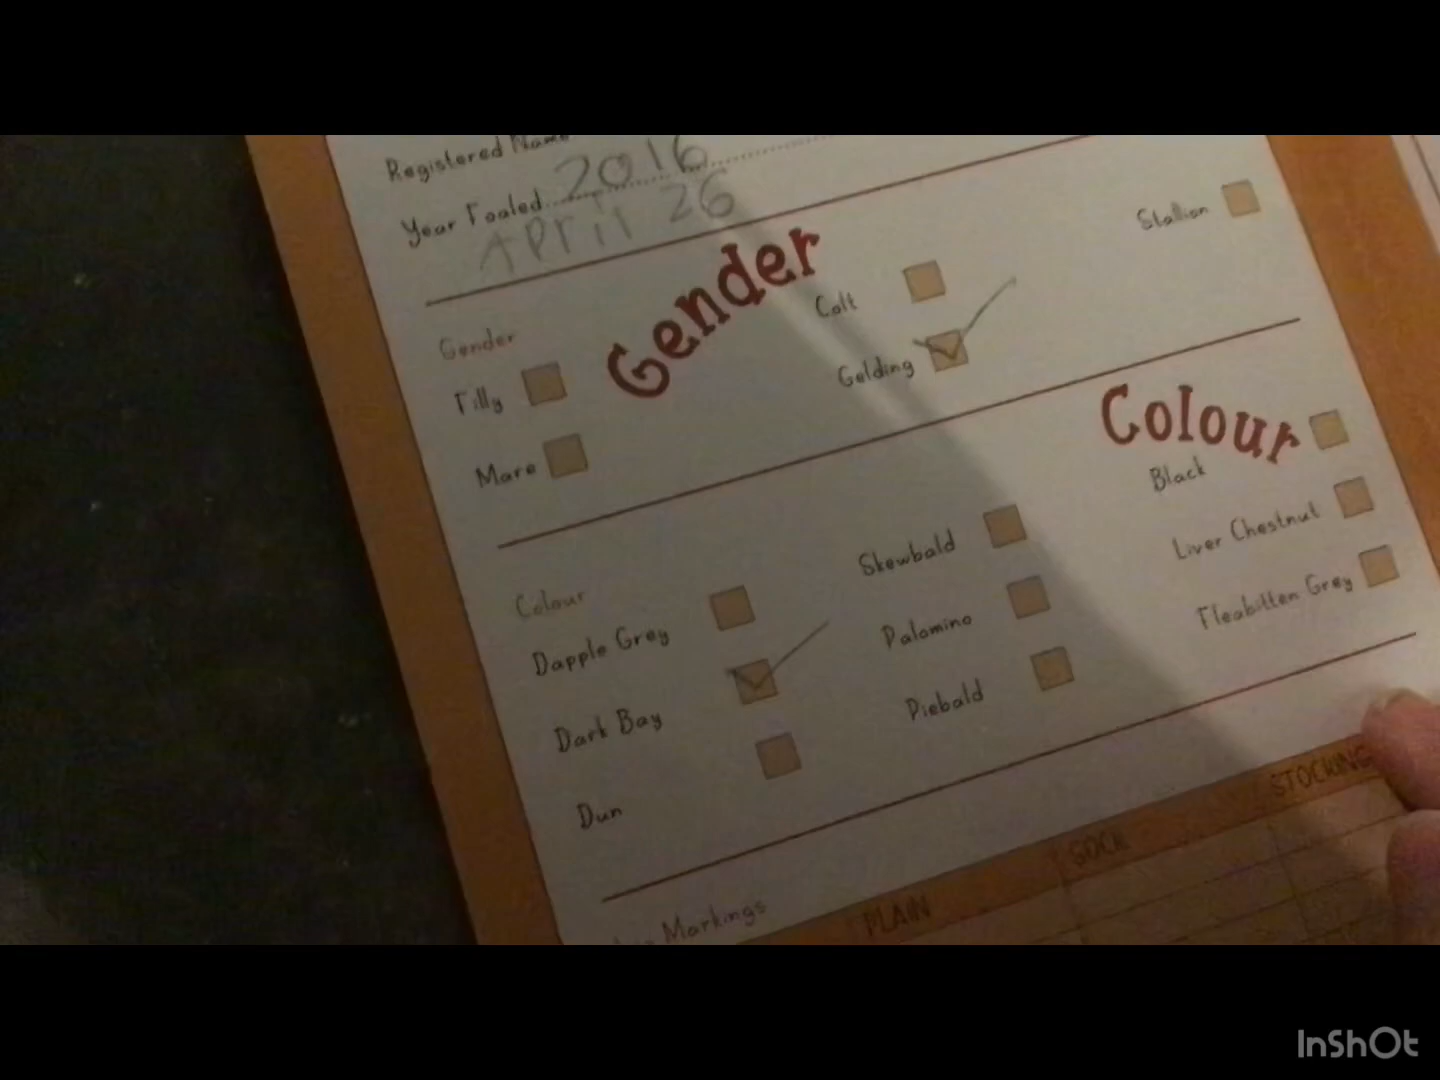 Registered Name
Year Foaled 2016
April 26
Gender
Gender
Filly
Mare
Colt
Gelding
Stallion
Colour
Colour
Dapple Grey
Dark Bay
Dun
Skewbald
Palomino
Piebald
Black
Liver Chestnut
Fleabitten Grey
Markings
PLAIN
SOCK
STOCKING
InShOt